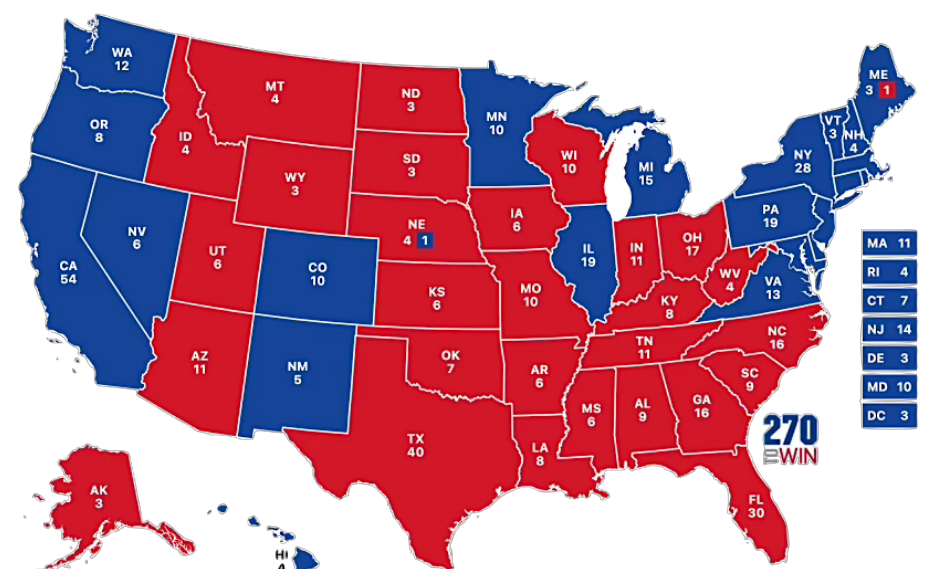 WA
12
OR
8
CA
54
NV
6
ID
4
MT
4
WY
3
UT
6
CO
10
AZ
11
NM
5
ND
3
SD
3
NE
4 1
KS
6
OK
7
TX
40
MN
10
IA
6
MO
10
AR
6
LA
8
WI
10
IL
19
MI
15
IN
11
OH
17
KY
8
TN
11
MS
6
AL
9
GA
16
FL
30
SC
9
NC
16
WV
4
VA
13
PA
19
NY
28
VT
3
NH
4
ME
3 1
MA 11
RI 4
CT 7
NJ 14
DE 3
MD 10
DC 3
270
TO WIN
AK
3
HI
4